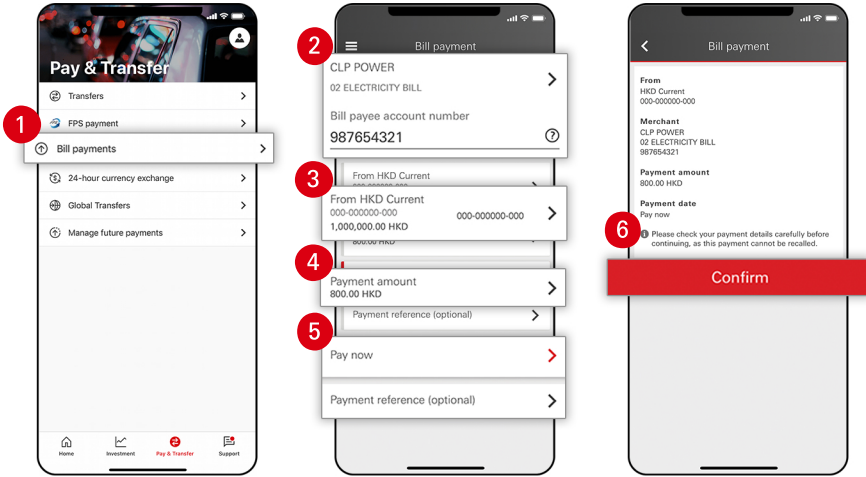 Pay & Transfer
Transfers
FPS payment
1
Bill payments
24-hour currency exchange
Global Transfers
Manage future payments
Home
Investment
Pay & Transfer
Support
2
Bill payment
CLP POWER
02 ELECTRICITY BILL
Bill payee account number
987654321
?
3
From HKD Current
From HKD Current
000-000000-000
000-000000-000
1,000,000.00 HKD
800.00 HKD
4
Payment amount
800.00 HKD
Payment reference (optional)
5
Pay now
Payment reference (optional)
Bill payment
From
HKD Current
000-000000-000
Merchant
CLP POWER
02 ELECTRICITY BILL
987654321
Payment amount
800.00 HKD
Payment date
Pay now
6
Please check your payment details carefully before
continuing, as this payment cannot be recalled.
Confirm